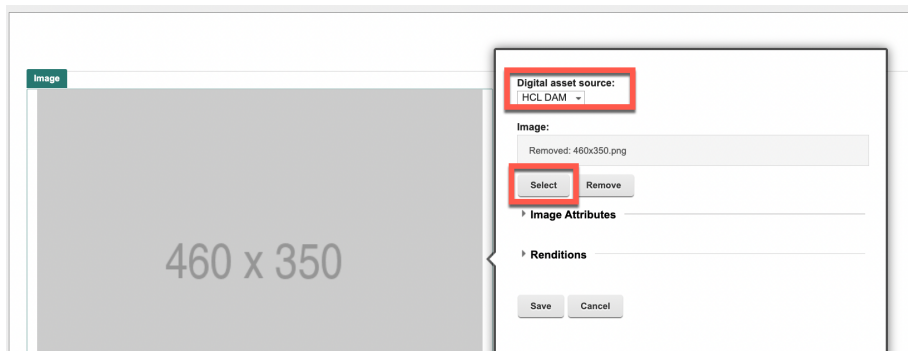 Image
Digital asset source:
HCL DAM
Image:
Removed: 460x350.png
Select Remove
Image Attributes
460 x 350
Renditions
Save Cancel